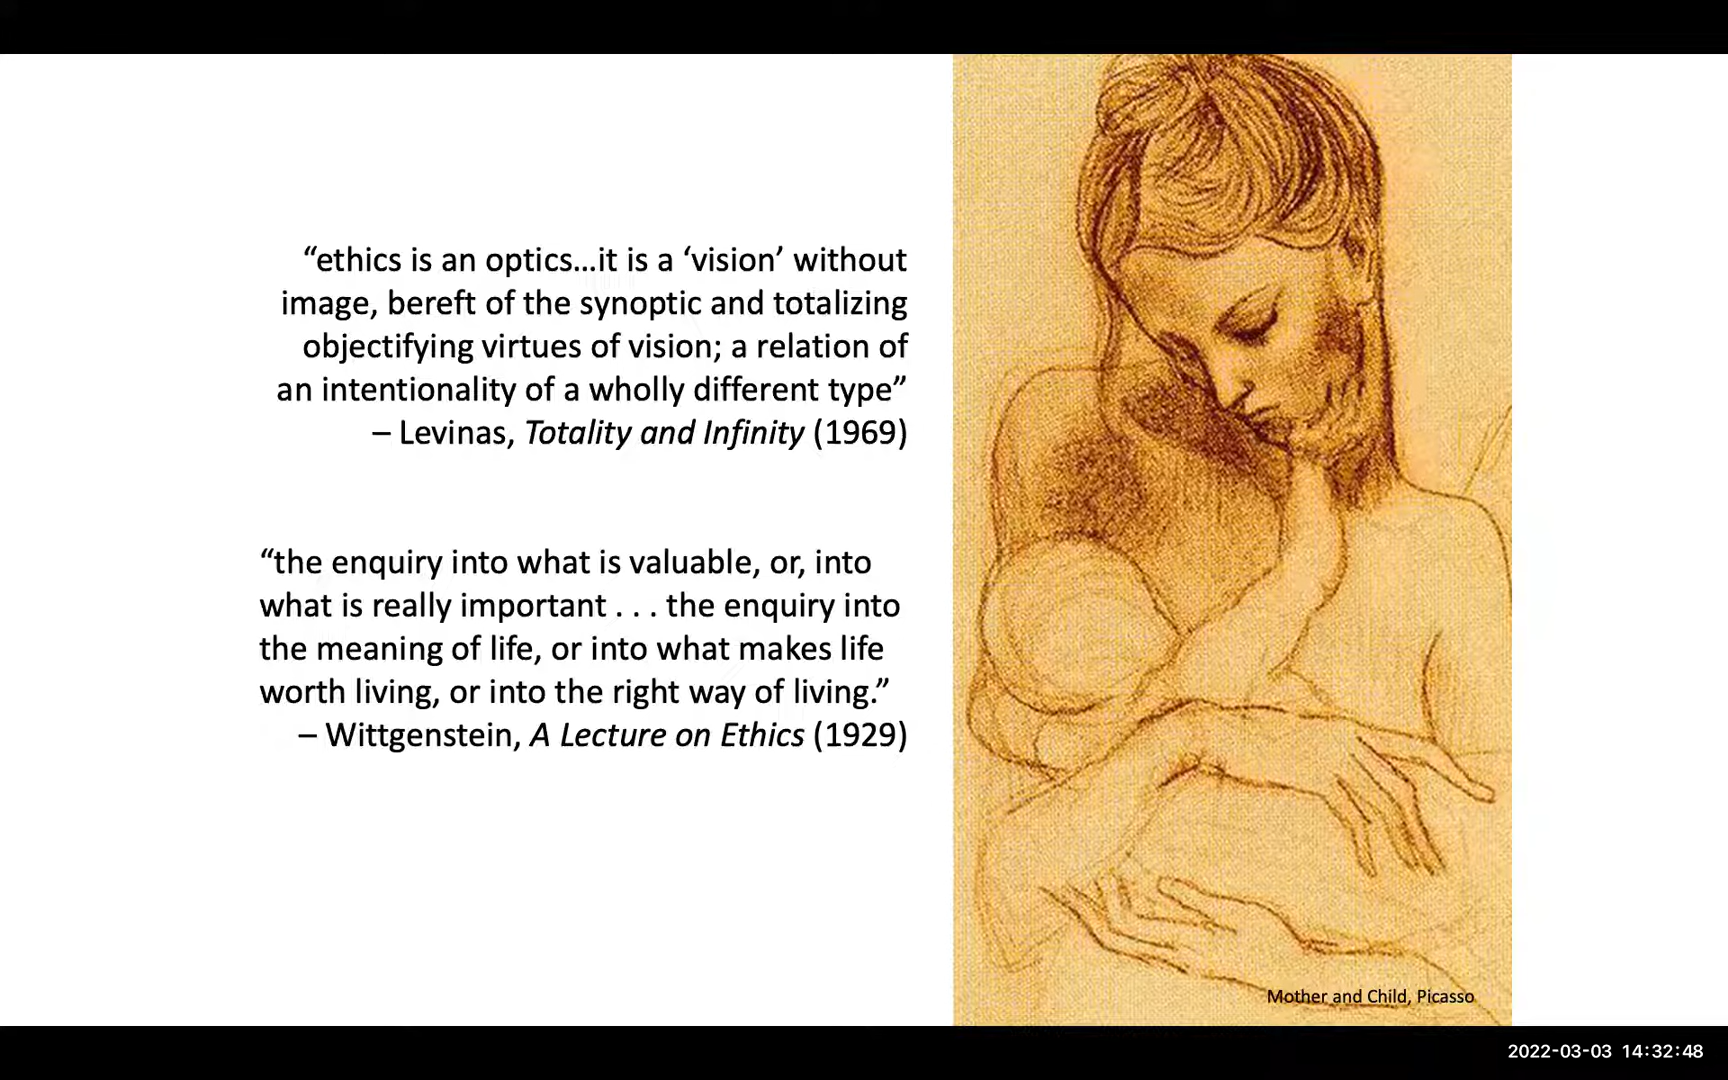 “ethics is an optics...it is a ‘vision’ without
image, bereft of the synoptic and totalizing
objectifying virtues of vision; a relation of
an intentionality of a wholly different type”
– Levinas, Totality and Infinity (1969)
“the enquiry into what is valuable, or, into
what is really important . . . the enquiry into
the meaning of life, or into what makes life
worth living, or into the right way of living.”
– Wittgenstein, A Lecture on Ethics (1929)
Mother and Child, Picasso
2022-03-03 14:32:48